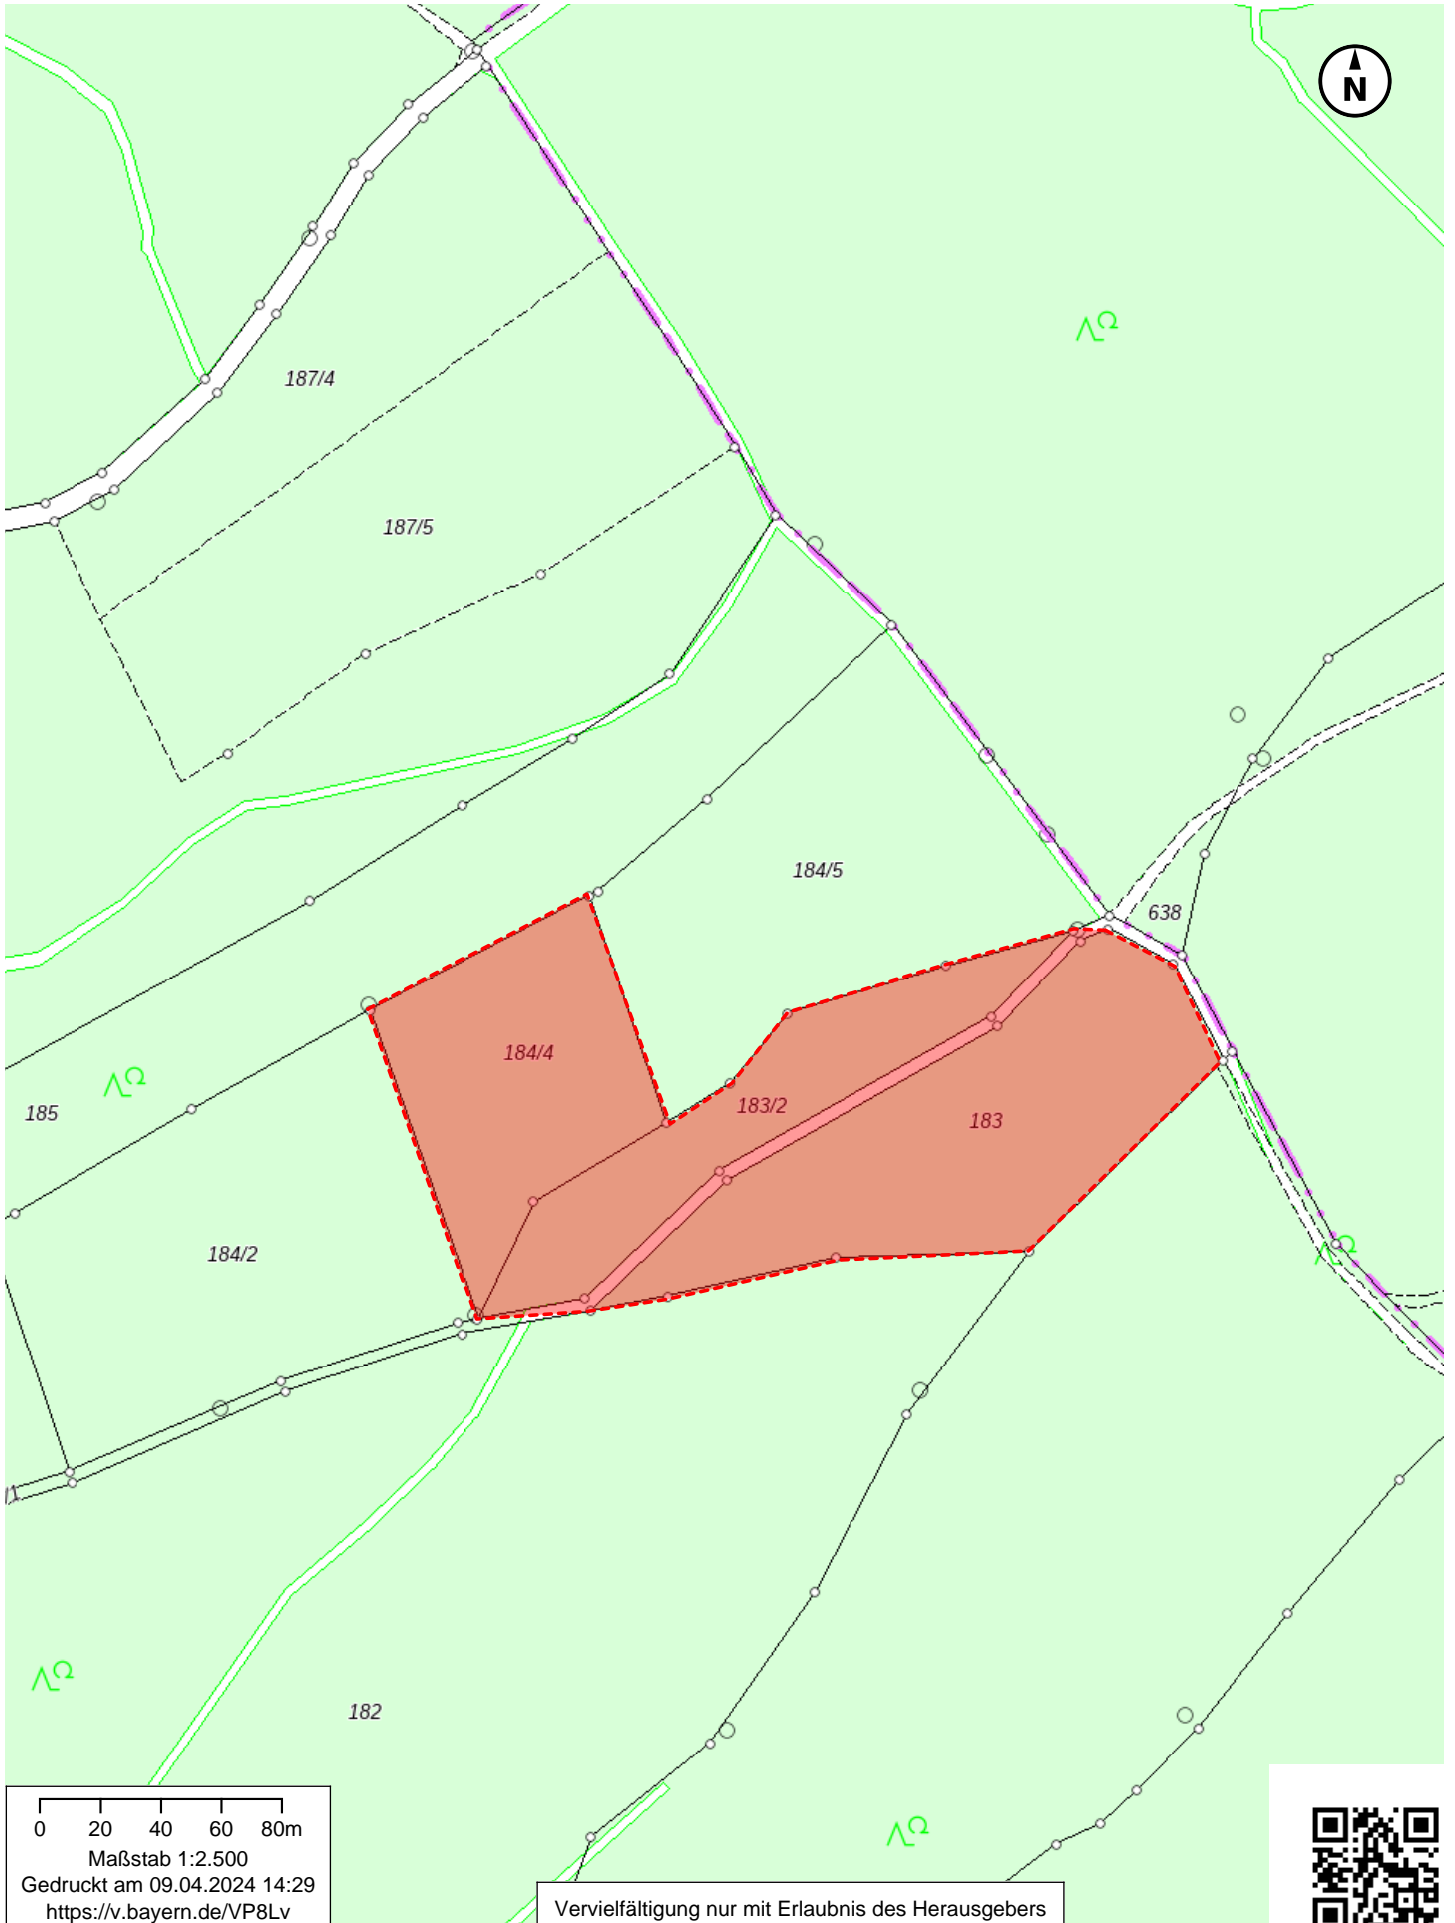 N
187/4
187/5
184/5
638
184/4
183/2
183
185
184/2
182
0 20 40 60 80m
Maßstab 1:2.500
Gedruckt am 09.04.2024 14:29
https://v.bayern.de/VP8Lv
Vervielfältigung nur mit Erlaubnis des Herausgebers